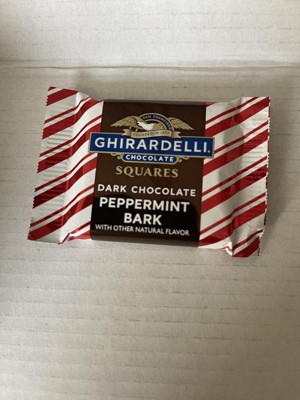 GHIRARDELLI
CHOCOLATE
SQUARES
DARK CHOCOLATE
PEPPERMINT
BARK
WITH OTHER NATURAL FLAVOR